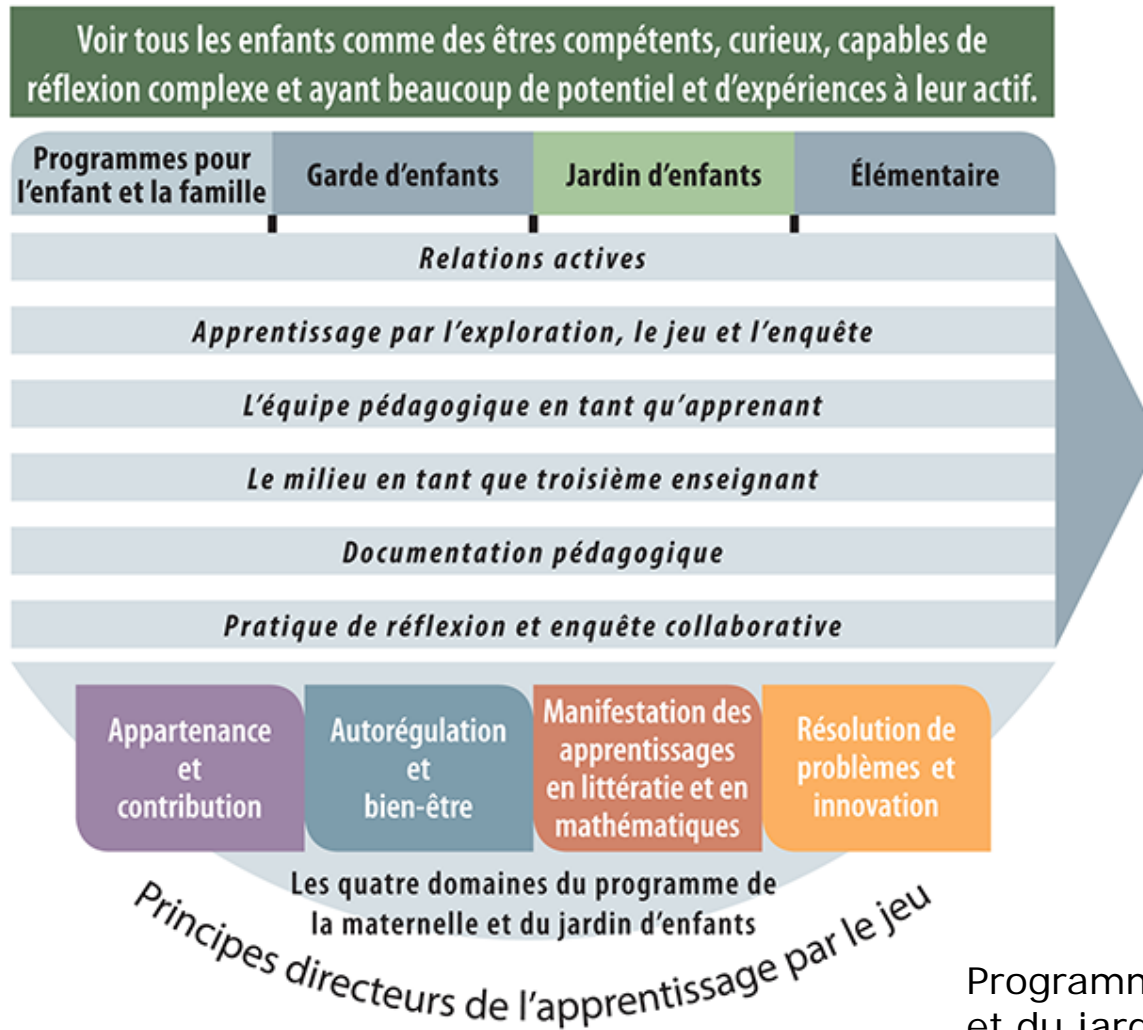 Voir tous les enfants comme des êtres compétents, curieux, capables de
réflexion complexe et ayant beaucoup de potentiel et d'expériences à leur actif.
Programmes pour
l'enfant et la famille
Garde d'enfants
Jardin d'enfants
Élémentaire
Relations actives
Apprentissage par l'exploration, le jeu et l'enquête
L'équipe pédagogique en tant qu'apprenant
Le milieu en tant que troisième enseignant
Documentation pédagogique
Pratique de réflexion et enquête collaborative
Appartenance
et
contribution
Autorégulation
et
bien-être
Manifestation des
apprentissages
en littératie et en
mathématiques
Résolution de
problèmes et
innovation
Les quatre domaines du programme de
la maternelle et du jardin d'enfants
Principes directeurs de l'apprentissage par le jeu
et du